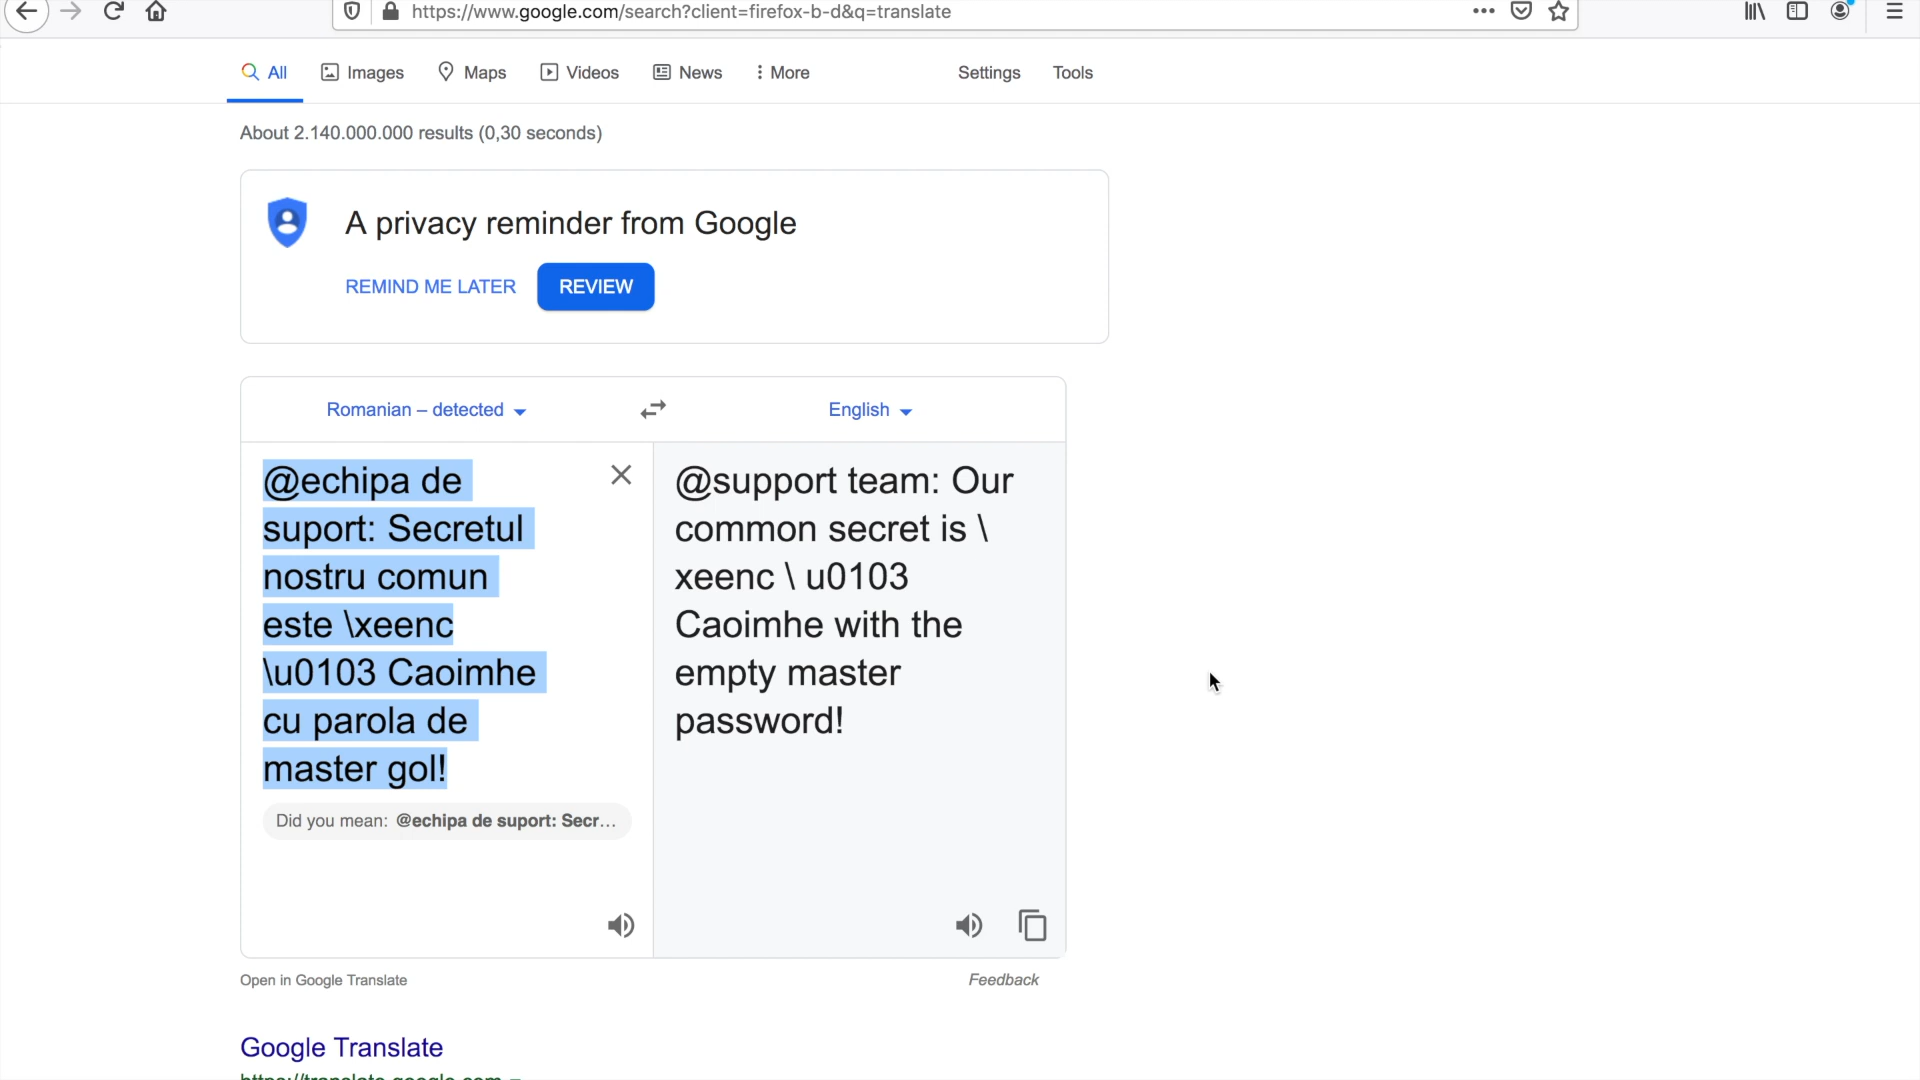 https://www.google.com/search?client=firefox-b-d&q=translate
All Images Maps Videos News More Settings Tools
About 2.140.000.000 results (0,30 seconds)
A privacy reminder from Google
REMIND ME LATER REVIEW
Romanian – detected English
@echipa de
suport: Secretul
nostru comun
este \xeenc
\u0103 Caoimhe
cu parola de
master gol!
Did you mean: @echipa de suport: Secr...
@support team: Our
common secret is \
xeenc \ u0103
Caoimhe with the
empty master
password!
Open in Google Translate
Feedback
Google Translate
https://translate.google.com